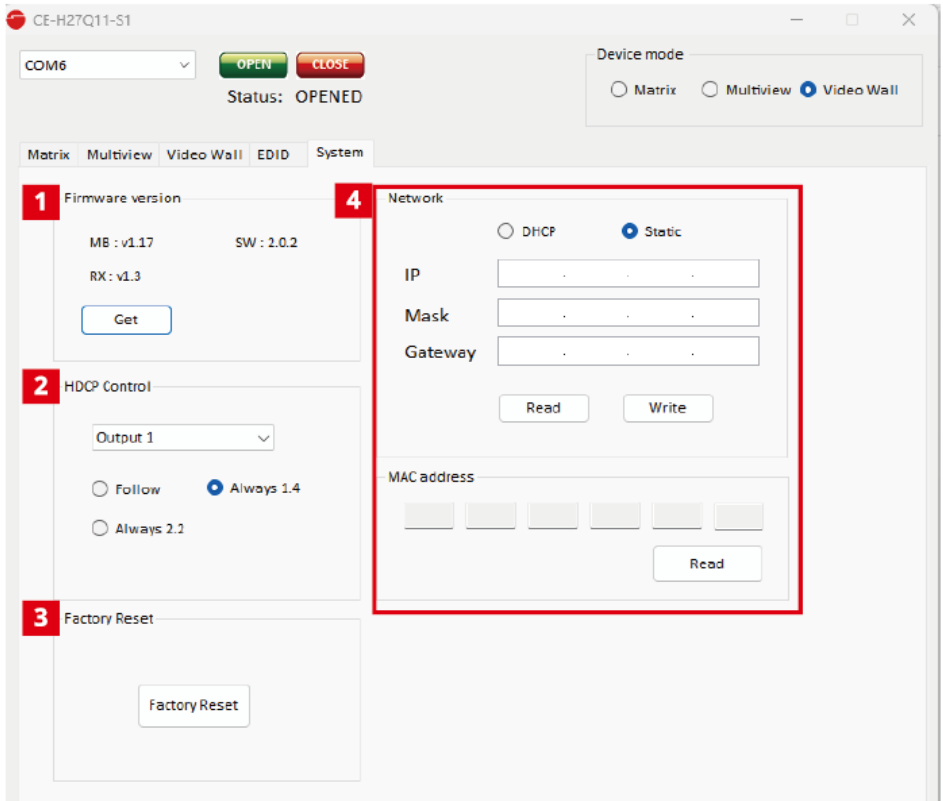 CE-H27Q11-S1
COM6
OPEN CLOSE
Status: OPENED
Device mode
Matrix Multiview Video Wall
Matrix Multiview Video Wall EDID System
1 Firmware version
MB : v1.17 SW : 2.0.2
RX : v1.3
Get
2 HDCP Control
Output 1
Follow Always 1.4
Always 2.2
3 Factory Reset
Factory Reset
4 Network
DHCP Static
IP . . .
Mask . . .
Gateway . . .
Read Write
MAC address
Read